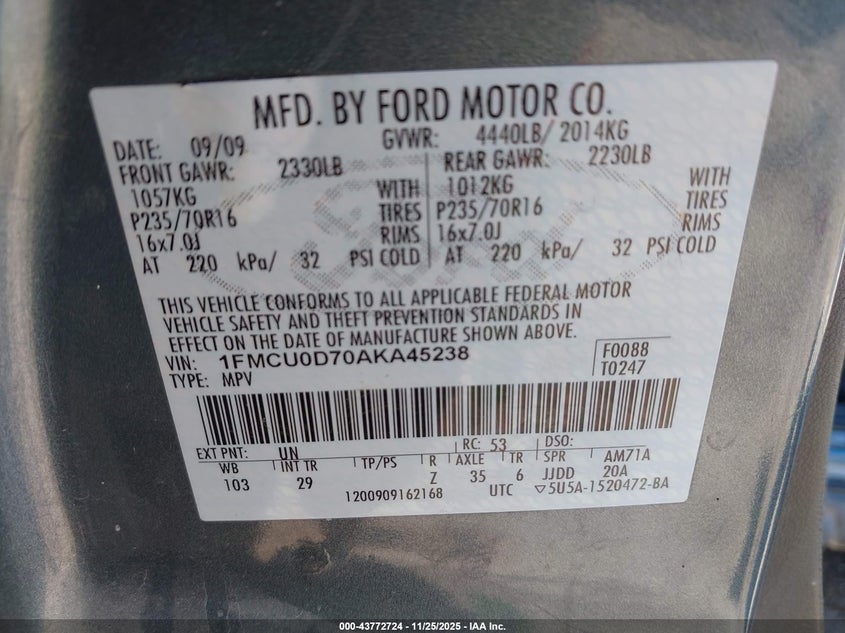 MFD. BY FORD MOTOR CO.
DATE: 09/09 GVWR: 4440LB/ 2014KG
FRONT GAWR: 2330LB REAR GAWR: 2230LB
1057KG WITH 1012KG WITH
P235/70R16 TIRES P235/70R16 TIRES
16x7.0J RIMS 16x7.0J RIMS
AT 220 kPa/ 32 PSI COLD AT 220 kPa/ 32 PSI COLD
THIS VEHICLE CONFORMS TO ALL APPLICABLE FEDERAL MOTOR
VEHICLE SAFETY AND THEFT PREVENTION STANDARDS IN
EFFECT ON THE DATE OF MANUFACTURE SHOWN ABOVE.
VIN: 1FMCU0D70AKA45238 F0088
TYPE: MPV T0247
EXT PNT: UN RC: 53 DSO:
WB INT TR TP/PS R AXLE TR SPR AM71A
103 29 Z 35 6 JJDD 20A
1200909162168 UTC ▽5U5A-1520472-BA
000-43772724 - 11/25/2025 - IAA Inc.